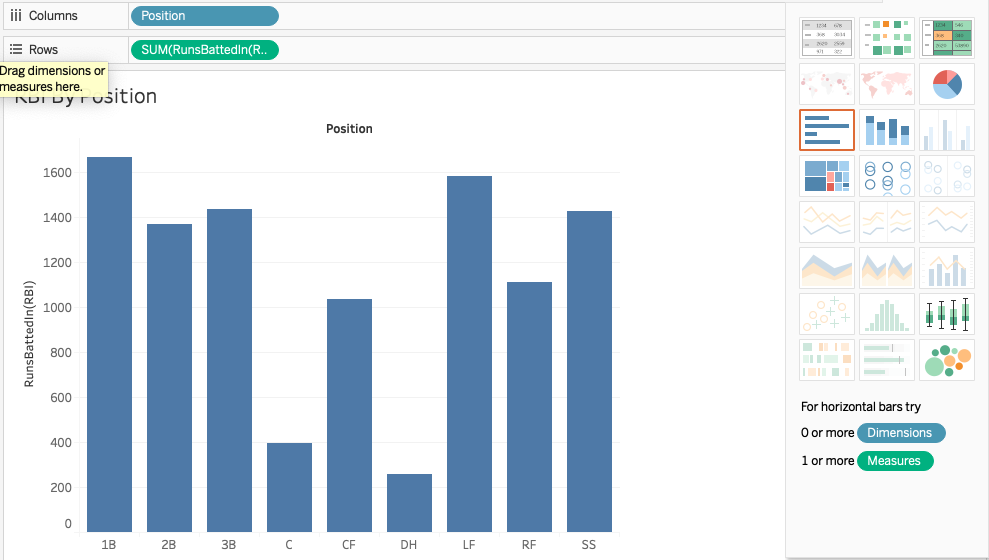 Columns
Position
Rows
SUM(RunsBattedIn(R..
Drag dimensions or
measures here.
RBI By Position
Position
RunsBattedIn(RBI)
1600
1400
1200
1000
800
600
400
200
0
1B 2B 3B C CF DH LF RF SS
For horizontal bars try
0 or more Dimensions
1 or more Measures